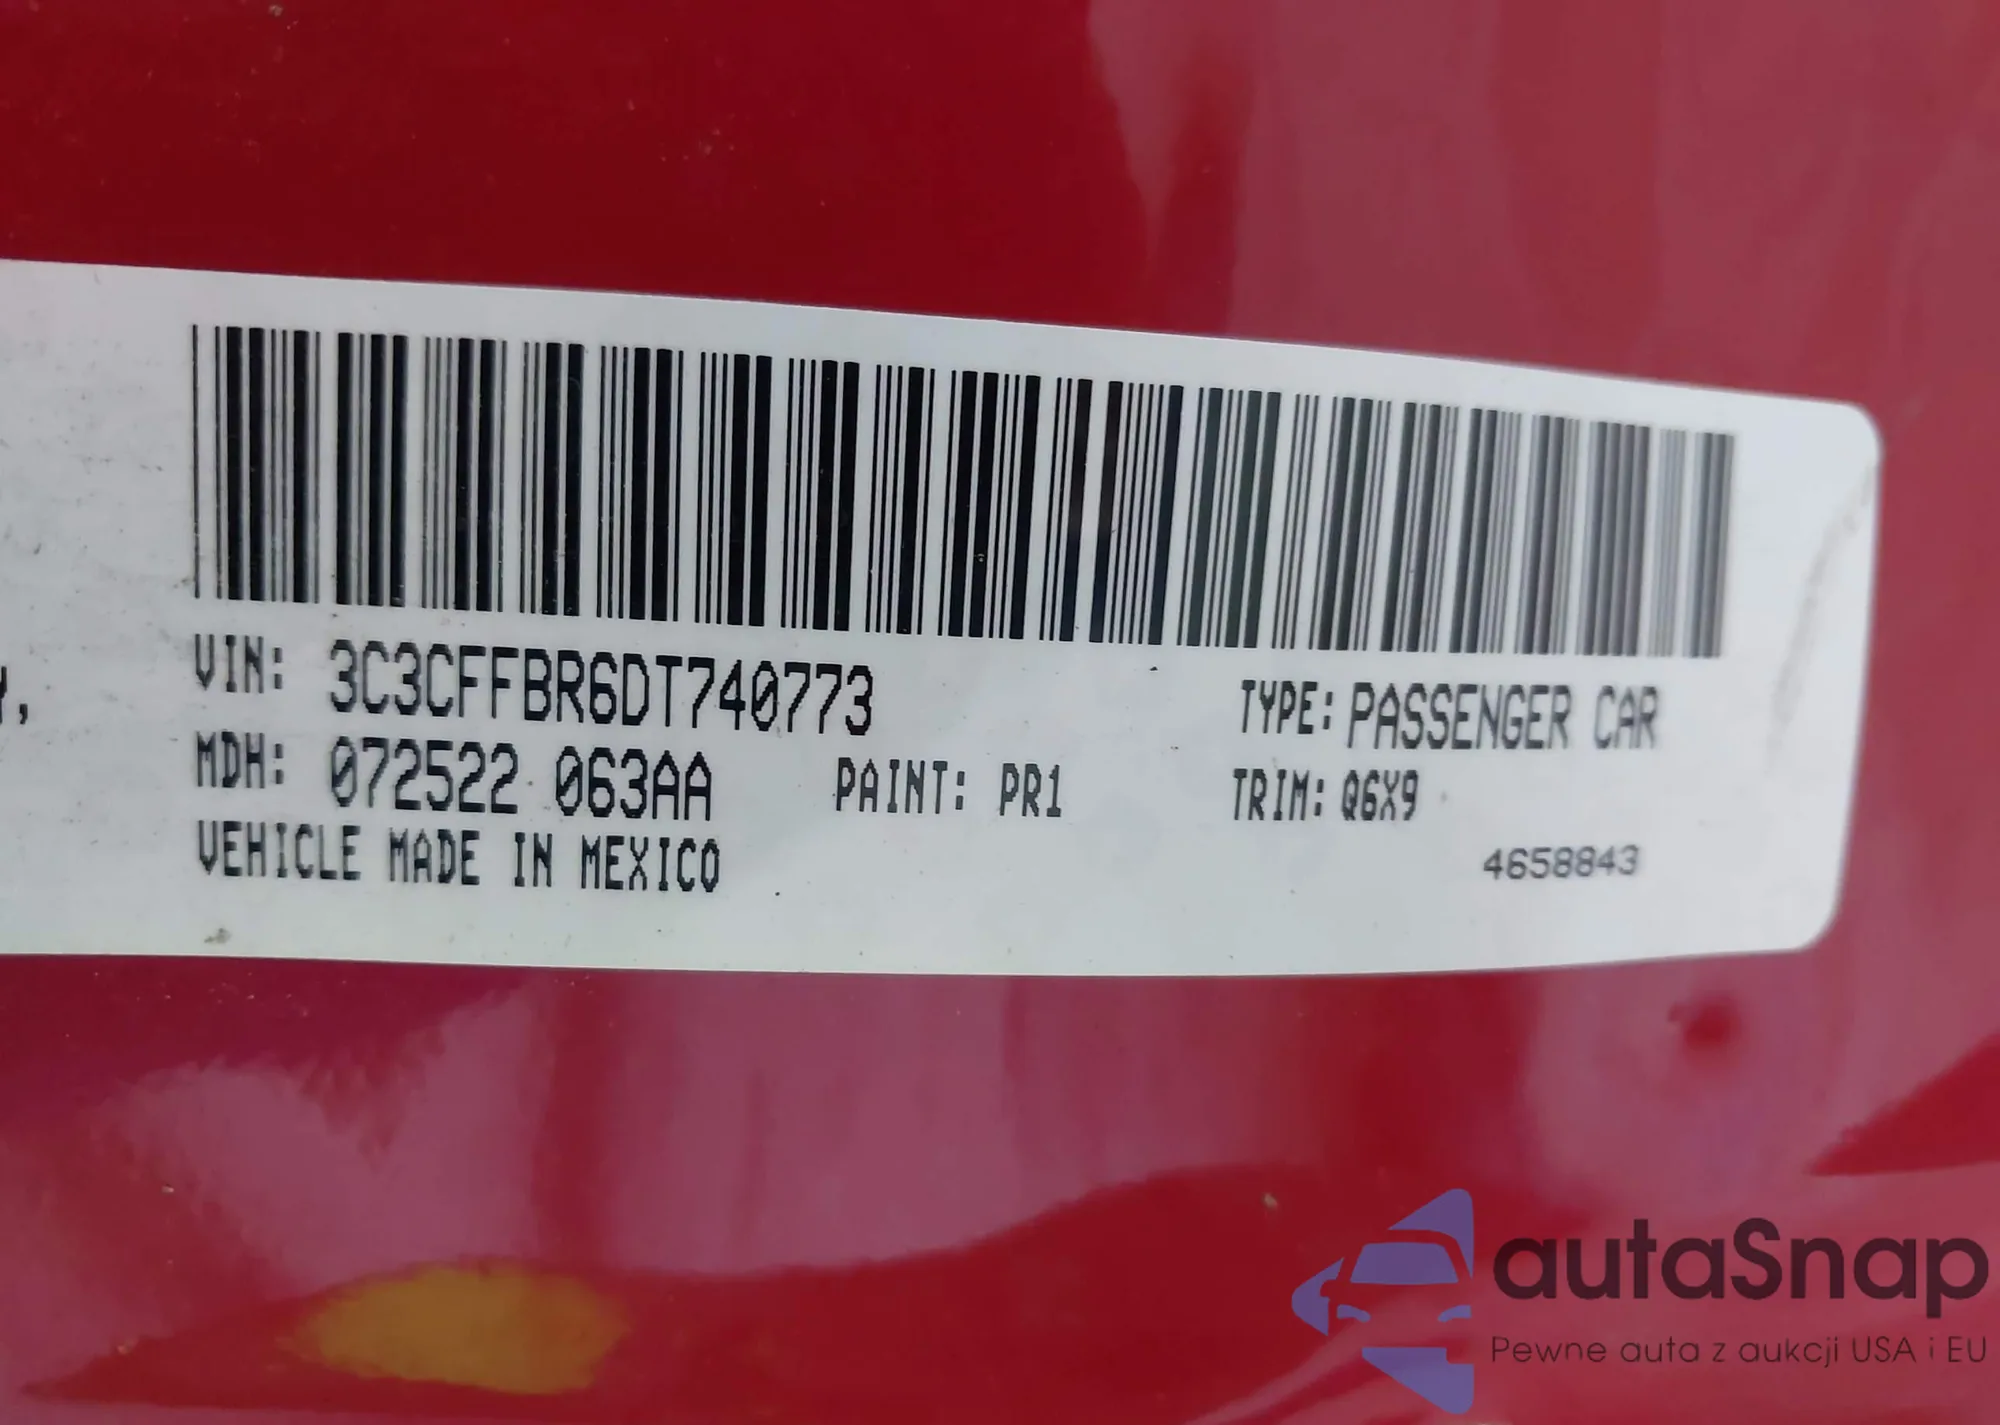 VIN: 3C3CFFBR6DT740773
TYPE: PASSENGER CAR
MDH: 072522 063AA
PAINT: PR1
TRIM: Q6X9
VEHICLE MADE IN MEXICO
4658843
autaSnap
Pewne auta z aukcji USA i EU